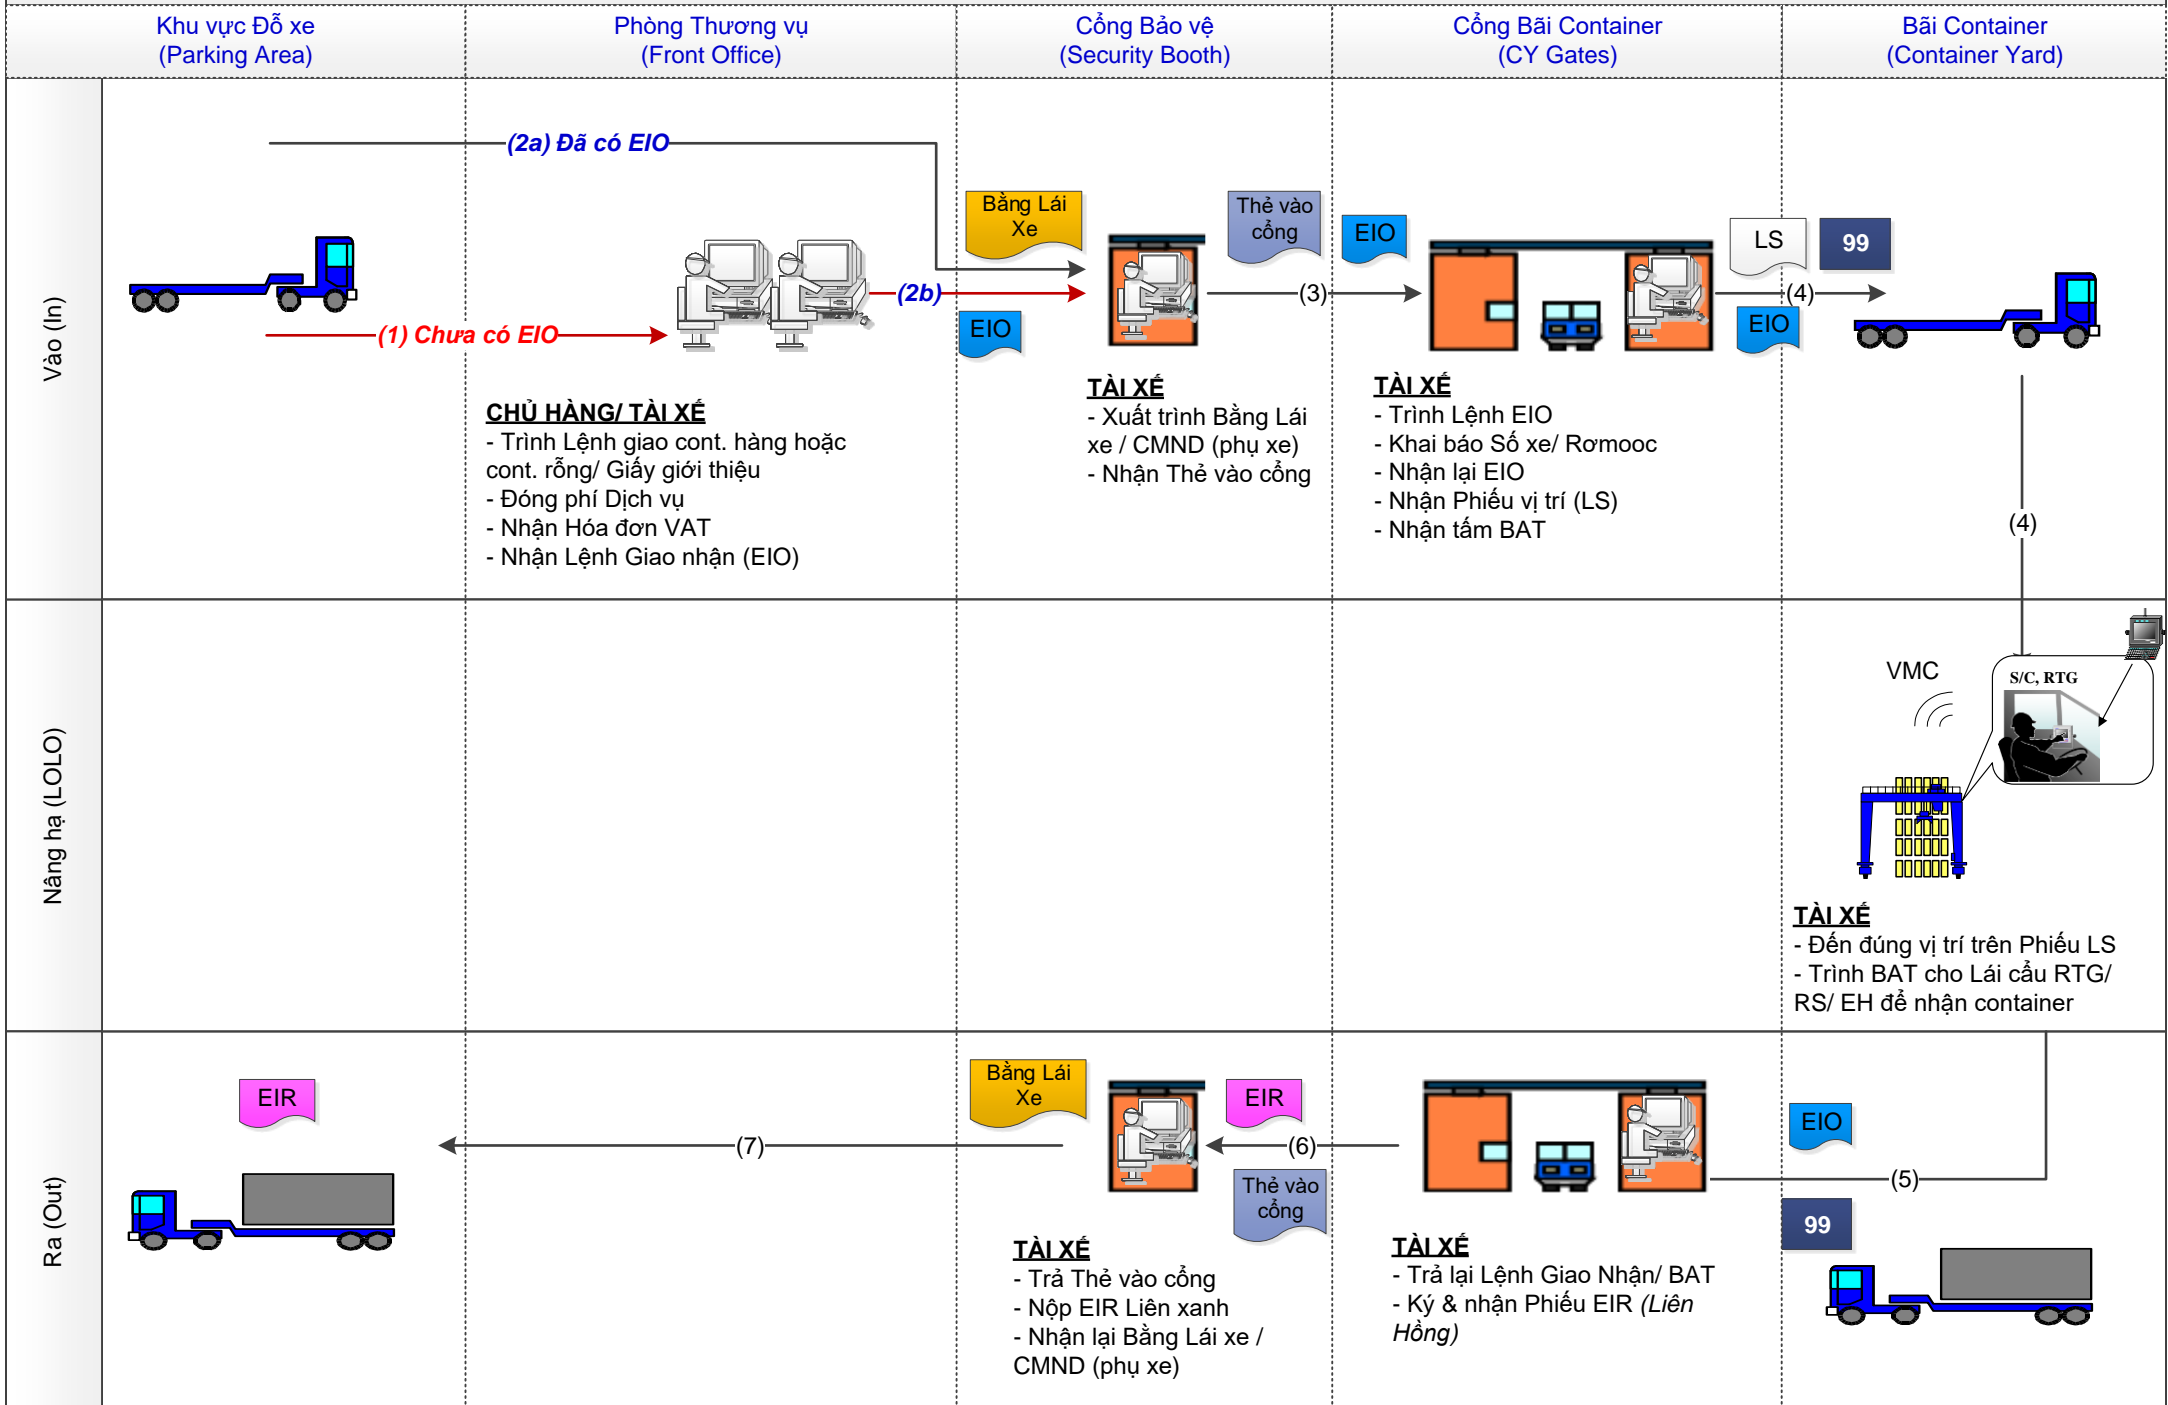 Khu vực Đỗ xe
(Parking Area)
Phòng Thương vụ
(Front Office)
Cổng Bảo vệ
(Security Booth)
Cổng Bãi Container
(CY Gates)
Bãi Container
(Container Yard)
Vào (In)
(2a) Đã có EIO
(1) Chưa có EIO
CHỦ HÀNG/ TÀI XẾ
- Trình Lệnh giao cont. hàng hoặc
cont. rỗng/ Giấy giới thiệu
- Đóng phí Dịch vụ
- Nhận Hóa đơn VAT
- Nhận Lệnh Giao nhận (EIO)
(2b)
Bằng Lái
Xe
EIO
TÀI XẾ
- Xuất trình Bằng Lái
xe / CMND (phụ xe)
- Nhận Thẻ vào cổng
Thẻ vào
cổng
(3)
EIO
TÀI XẾ
- Trình Lệnh EIO
- Khai báo Số xe/ Rơmooc
- Nhận lại EIO
- Nhận Phiếu vị trí (LS)
- Nhận tấm BAT
LS
99
(4)
EIO
(4)
Nâng hạ (LOLO)
VMC
S/C, RTG
TÀI XẾ
- Đến đúng vị trí trên Phiếu LS
- Trình BAT cho Lái cẩu RTG/
RS/ EH để nhận container
Ra (Out)
EIR
(7)
Bằng Lái
Xe
TÀI XẾ
- Trả Thẻ vào cổng
- Nộp EIR Liên xanh
- Nhận lại Bằng Lái xe /
CMND (phụ xe)
EIR
(6)
Thẻ vào
cổng
TÀI XẾ
- Trả lại Lệnh Giao Nhận/ BAT
- Ký & nhận Phiếu EIR (Liên
Hồng)
EIO
(5)
99